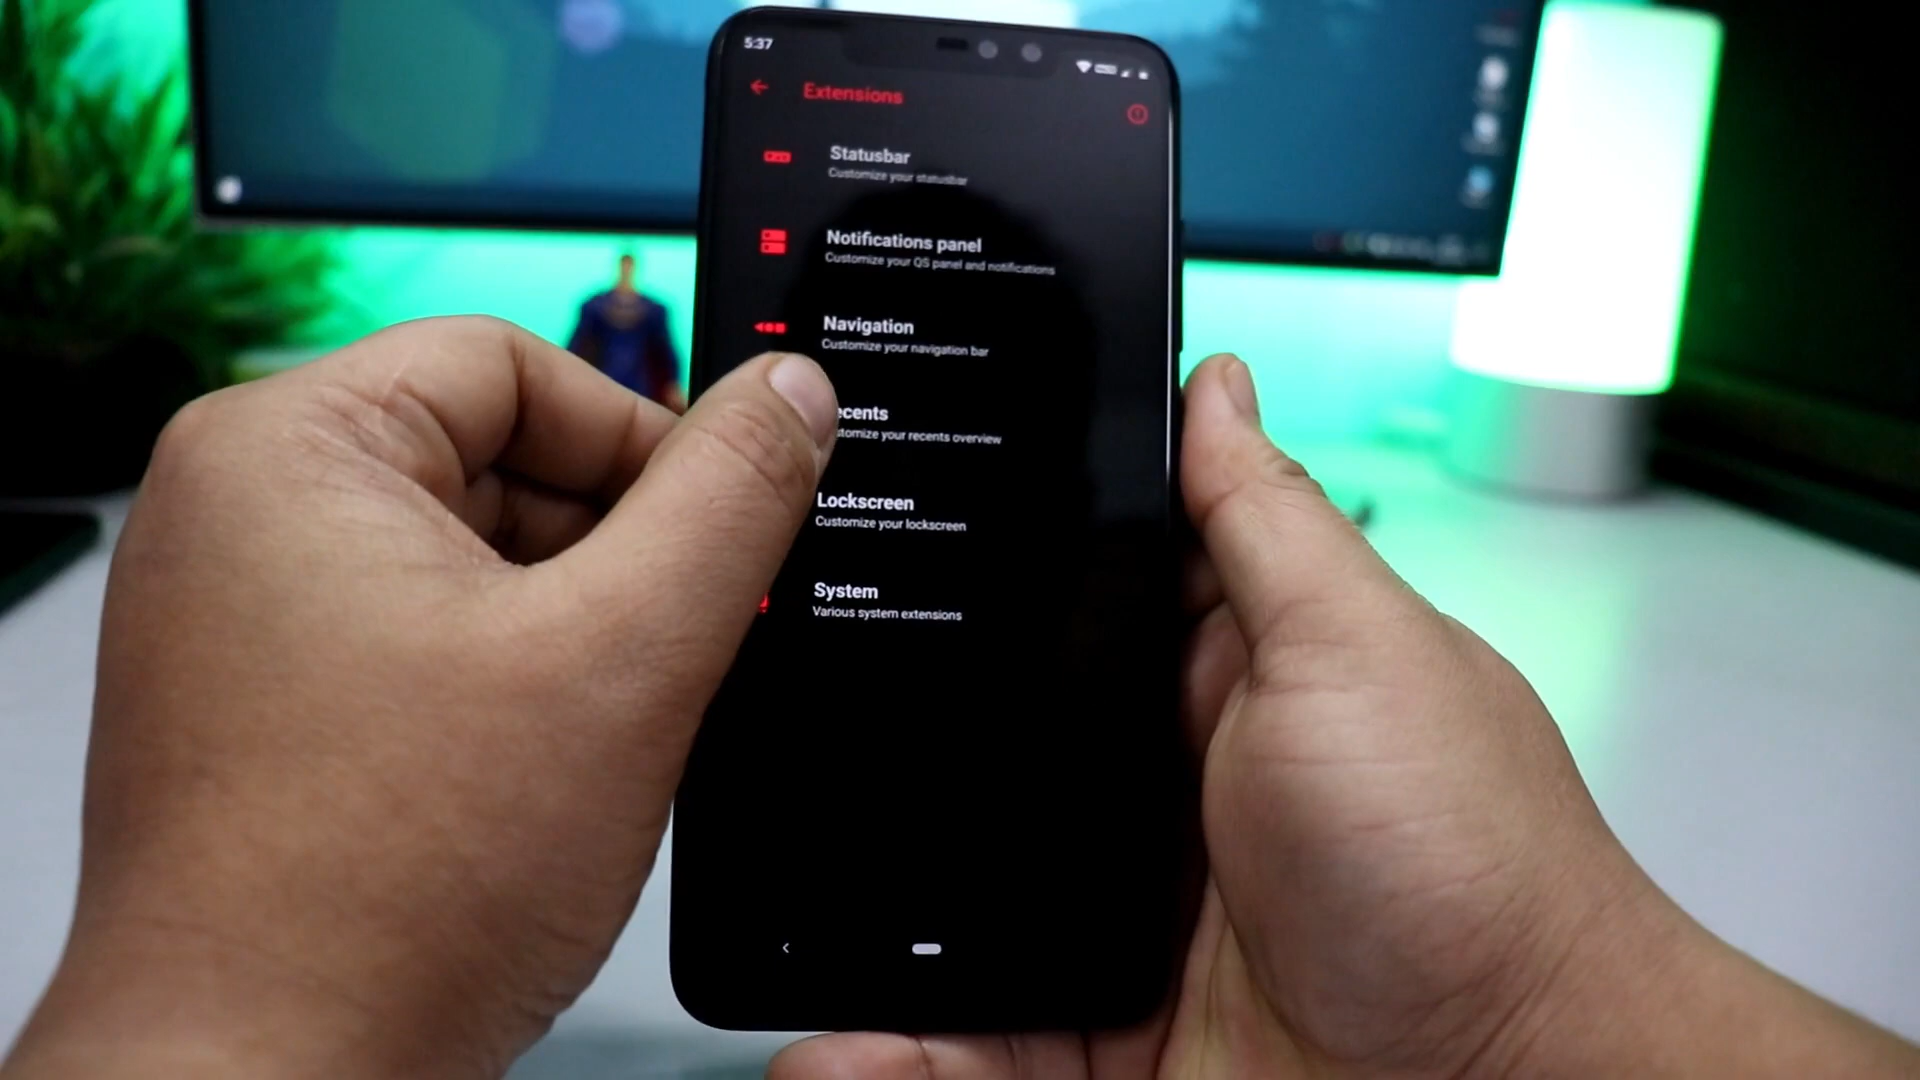 5:37
Extensions
Statusbar
Customize your statusbar
Notifications panel
Customize your QS panel and notifications
Navigation
Customize your navigation bar
ecents
stomize your recents overview
Lockscreen
Customize your lockscreen
System
Various system extensions